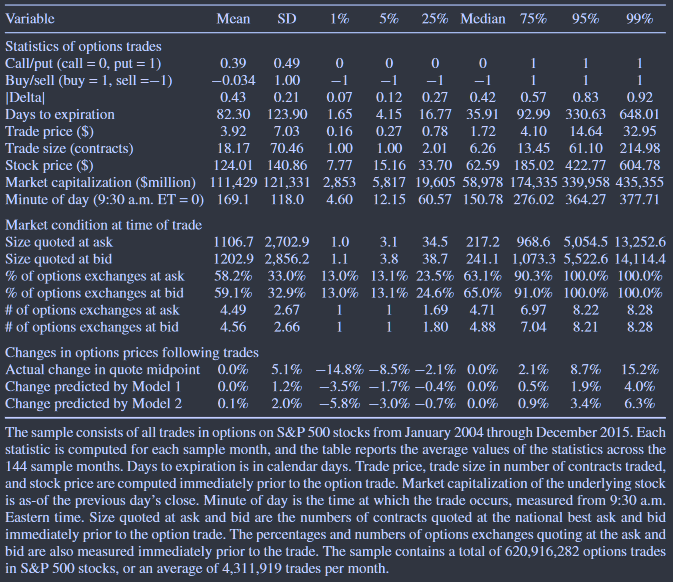 Variable Mean SD 1% 5% 25% Median 75% 95% 99%
Statistics of options trades
Call/put (call = 0, put = 1) 0.39 0.49 0 0 0 0 1 1 1
Buy/sell (buy = 1, sell =−1) −0.034 1.00 −1 −1 −1 −1 1 1 1
|Delta| 0.43 0.21 0.07 0.12 0.27 0.42 0.57 0.83 0.92
Days to expiration 82.30 123.90 1.65 4.15 16.77 35.91 92.99 330.63 648.01
Trade price ($) 3.92 7.03 0.16 0.27 0.78 1.72 4.10 14.64 32.95
Trade size (contracts) 18.17 70.46 1.00 1.00 2.01 6.26 13.45 61.10 214.98
Stock price ($) 124.01 140.86 7.77 15.16 33.70 62.59 185.02 422.77 604.78
Market capitalization ($million) 111,429 121,331 2,853 5,817 19,605 58,978 174,335 339,958 435,355
Minute of day (9:30 a.m. ET = 0) 169.1 118.0 4.60 12.15 60.57 150.78 276.02 364.27 377.71
Market condition at time of trade
Size quoted at ask 1106.7 2,702.9 1.0 3.1 34.5 217.2 968.6 5,054.5 13,252.6
Size quoted at bid 1202.9 2,856.2 1.1 3.8 38.7 241.1 1,073.3 5,522.6 14,114.4
% of options exchanges at ask 58.2% 33.0% 13.0% 13.1% 23.5% 63.1% 90.3% 100.0% 100.0%
% of options exchanges at bid 59.1% 32.9% 13.0% 13.1% 24.6% 65.0% 91.0% 100.0% 100.0%
# of options exchanges at ask 4.49 2.67 1 1 1.69 4.71 6.97 8.22 8.28
# of options exchanges at bid 4.56 2.66 1 1 1.80 4.88 7.04 8.21 8.28
Changes in options prices following trades
Actual change in quote midpoint 0.0% 5.1% −14.8% −8.5% −2.1% 0.0% 2.1% 8.7% 15.2%
Change predicted by Model 1 0.0% 1.2% −3.5% −1.7% −0.4% 0.0% 0.5% 1.9% 4.0%
Change predicted by Model 2 0.1% 2.0% −5.8% −3.0% −0.7% 0.0% 0.9% 3.4% 6.3%
The sample consists of all trades in options on S&P 500 stocks from January 2004 through December 2015. Each
statistic is computed for each sample month, and the table reports the average values of the statistics across the
144 sample months. Days to expiration is in calendar days. Trade price, trade size in number of contracts traded,
and stock price are computed immediately prior to the option trade. Market capitalization of the underlying stock
is as-of the previous day's close. Minute of day is the time at which the trade occurs, measured from 9:30 a.m.
Eastern time. Size quoted at ask and bid are the numbers of contracts quoted at the national best ask and bid
immediately prior to the option trade. The percentages and numbers of options exchanges quoting at the ask and
bid are also measured immediately prior to the trade. The sample contains a total of 620,916,282 options trades
in S&P 500 stocks, or an average of 4,311,919 trades per month.